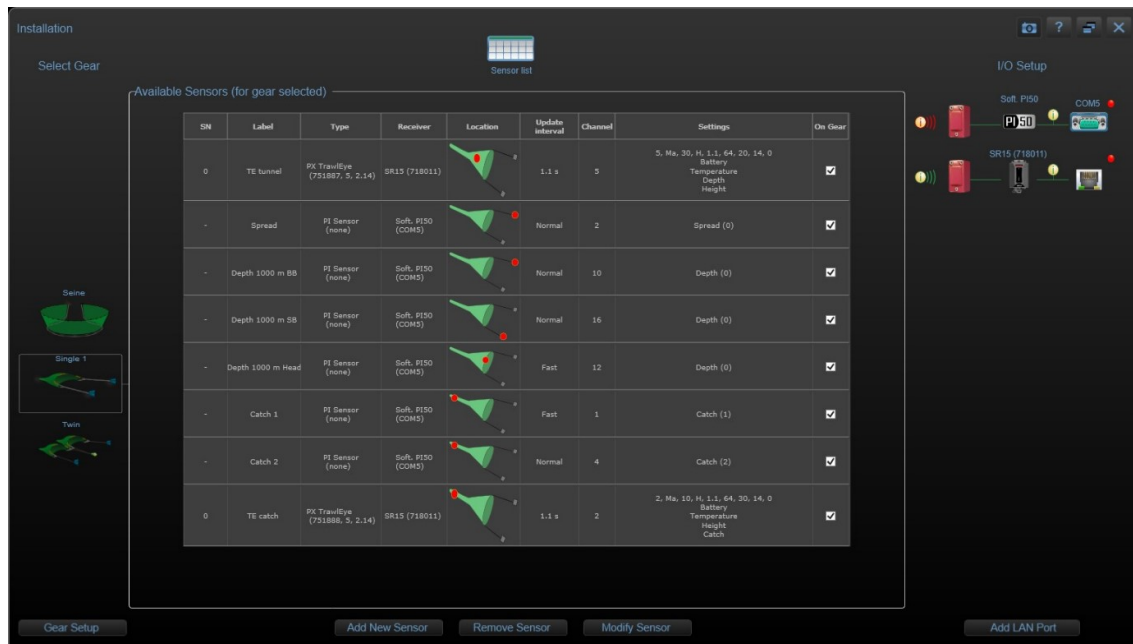 Installation
?
Sensor list
Select Gear
I/O Setup
Available Sensors (for gear selected)
SN Label Type Receiver Location Update interval Channel Settings On Gear
0 TE tunnel PX TrawlEye (751887, 5, 2.14) SR15 (718011) 1.1 s 5 5, Ma, 30, H, 1.1, 64, 20, 14, 0
Battery
Temperature
Depth
Height
- Spread PI Sensor (none) Soft. PI50 (COM5) Normal 2 Spread (0)
- Depth 1000 m BB PI Sensor (none) Soft. PI50 (COM5) Normal 10 Depth (0)
- Depth 1000 m SB PI Sensor (none) Soft. PI50 (COM5) Normal 16 Depth (0)
- Depth 1000 m Head PI Sensor (none) Soft. PI50 (COM5) Fast 12 Depth (0)
- Catch 1 PI Sensor (none) Soft. PI50 (COM5) Fast 1 Catch (1)
- Catch 2 PI Sensor (none) Soft. PI50 (COM5) Normal 4 Catch (2)
0 TE catch PX TrawlEye (751888, 5, 2.14) SR15 (718011) 1.1 s 2 2, Ma, 10, H, 1.1, 64, 30, 14, 0
Battery
Temperature
Height
Catch
Seine
Single 1
Twin
Soft. PI50
COM5
PI50
SR15 (718011)
Gear Setup
Add New Sensor
Remove Sensor
Modify Sensor
Add LAN Port